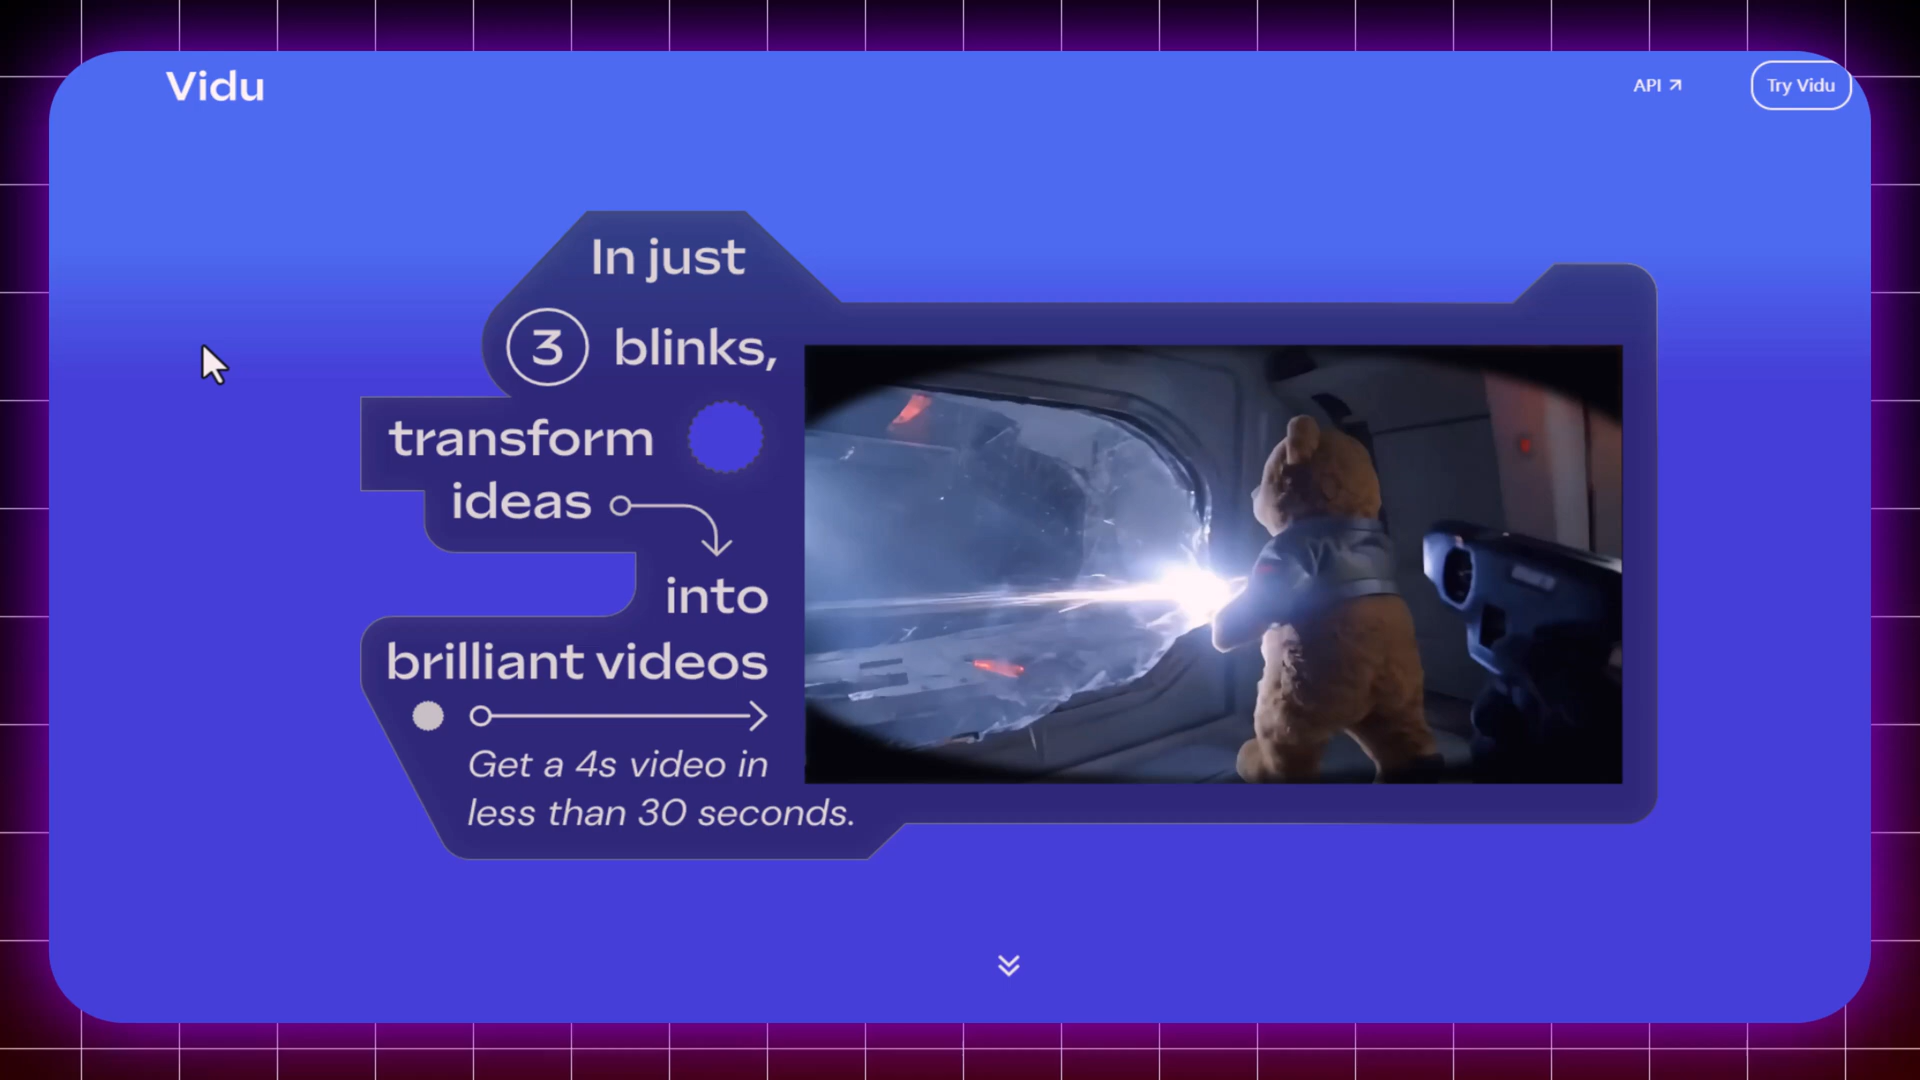 Vidu
API
Try Vidu
In just
3 blinks,
transform
ideas
into
brilliant videos
Get a 4s video in
less than 30 seconds.